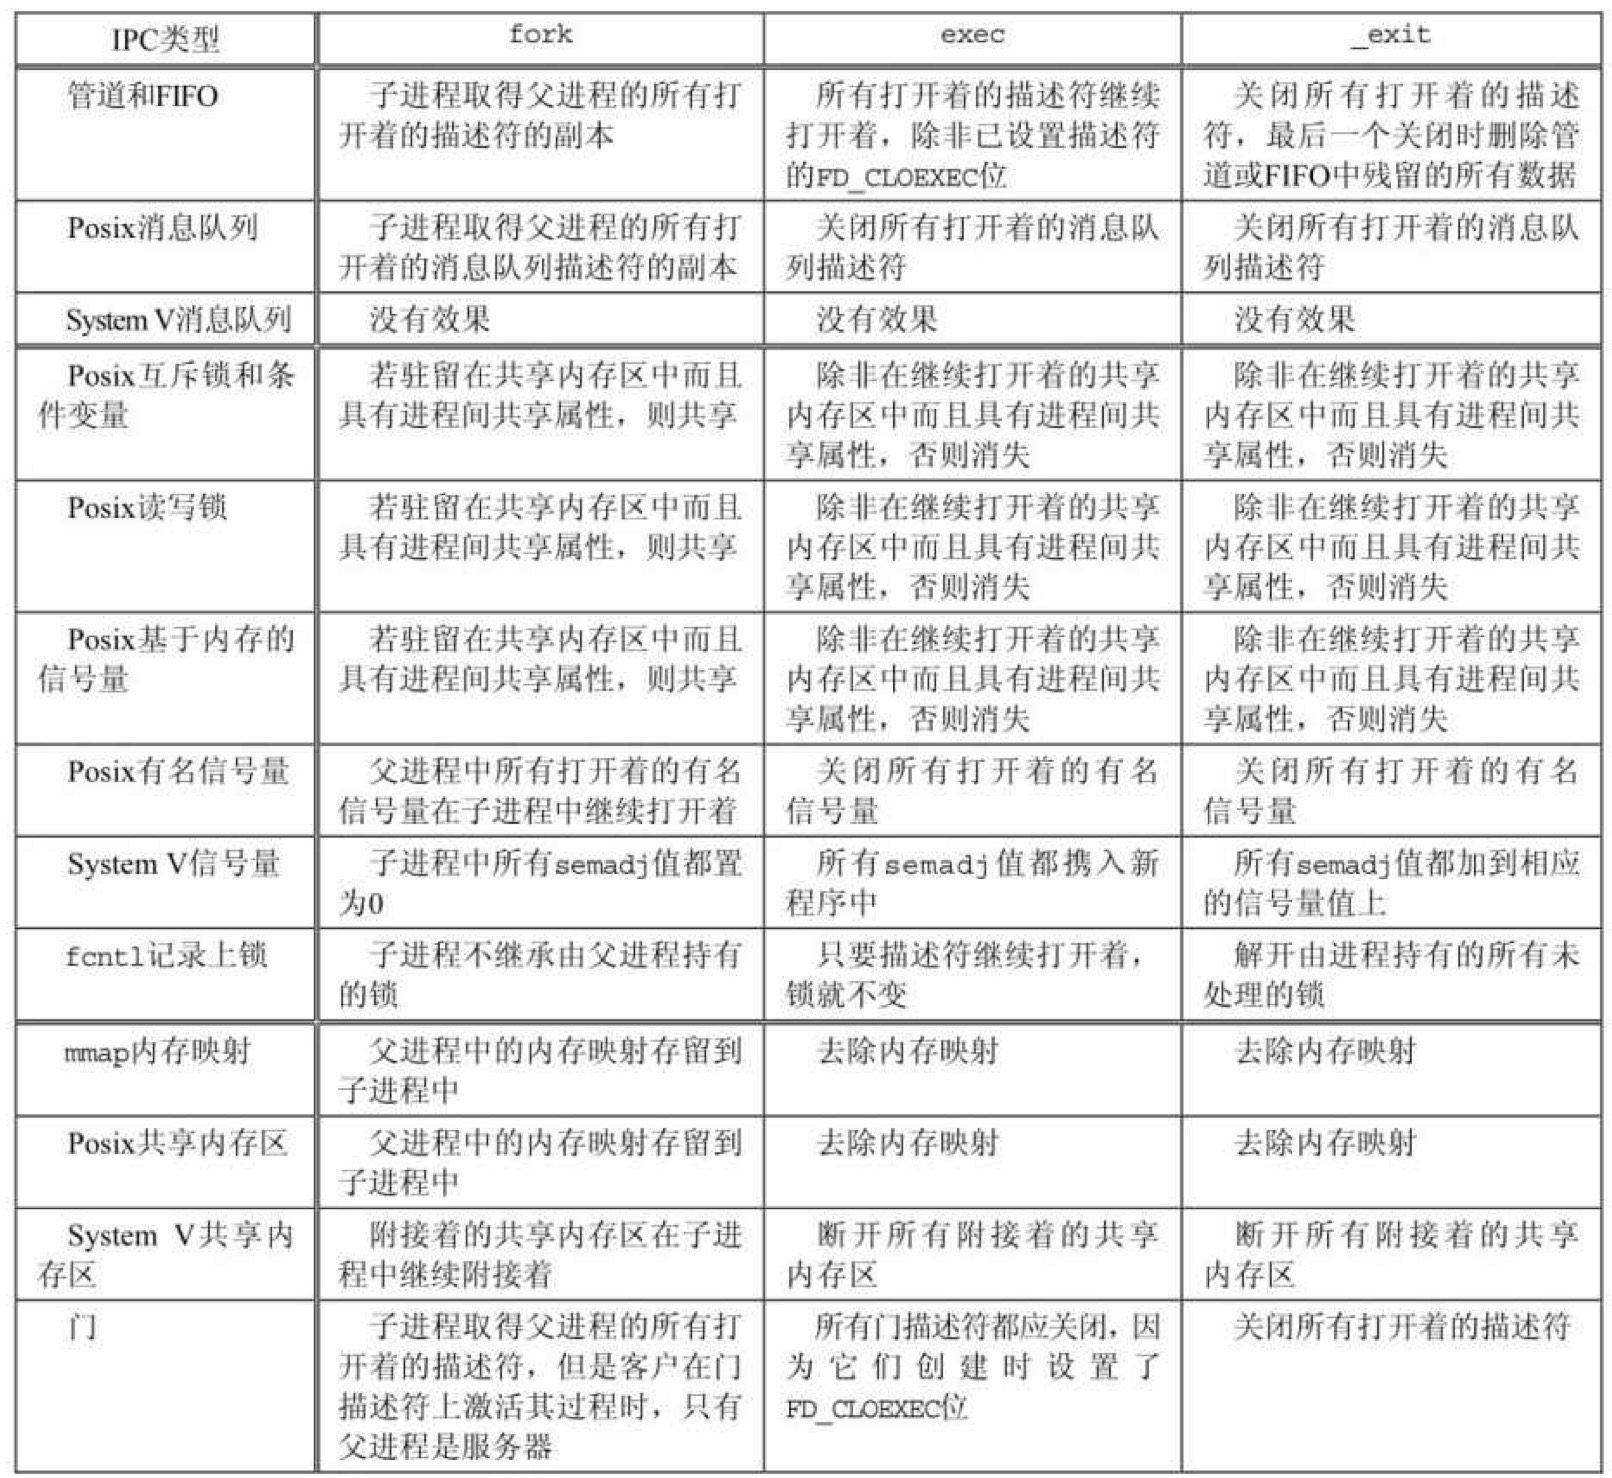 IPC类型
fork
exec
_exit
管道和FIFO
子进程取得父进程的所有打
开着的描述符的副本
所有打开着的描述符继续
打开着，除非已设置描述符
的FD_CLOEXEC位
关闭所有打开着的描述
符，最后一个关闭时删除管
道或FIFO中残留的所有数据
Posix消息队列
子进程取得父进程的所有打
开着的消息队列描述符的副本
关闭所有打开着的消息队
列描述符
关闭所有打开着的消息队
列描述符
System V消息队列
没有效果
没有效果
没有效果
Posix互斥锁和条
件变量
若驻留在共享内存区中而且
具有进程间共享属性，则共享
除非在继续打开着的共享
内存区中而且具有进程间共
享属性，否则消失
除非在继续打开着的共享
内存区中而且具有进程间共
享属性，否则消失
Posix读写锁
若驻留在共享内存区中而且
具有进程间共享属性，则共享
除非在继续打开着的共享
内存区中而且具有进程间共
享属性，否则消失
除非在继续打开着的共享
内存区中而且具有进程间共
享属性，否则消失
Posix基于内存的
信号量
若驻留在共享内存区中而且
具有进程间共享属性，则共享
除非在继续打开着的共享
内存区中而且具有进程间共
享属性，否则消失
除非在继续打开着的共享
内存区中而且具有进程间共
享属性，否则消失
Posix有名信号量
父进程中所有打开着的有名
信号量在子进程中继续打开着
关闭所有打开着的有名
信号量
关闭所有打开着的有名
信号量
System V信号量
子进程中所有semadj值都置
为0
所有semadj值都携入新
程序中
所有semadj值都加到相应
的信号量值上
fcntl记录上锁
子进程不继承由父进程持有
的锁
只要描述符继续打开着，
锁就不变
解开由进程持有的所有未
处理的锁
mmap内存映射
父进程中的内存映射存留到
子进程中
去除内存映射
去除内存映射
Posix共享内存区
父进程中的内存映射存留到
子进程中
去除内存映射
去除内存映射
System V共享内
存区
附接着的共享内存区在子进
程中继续附接着
断开所有附接着的共享
内存区
断开所有附接着的共享
内存区
门
子进程取得父进程的所有打
开着的描述符，但是客户在门
描述符上激活其过程时，只有
父进程是服务器
所有门描述符都应关闭，因
为它们创建时设置了
FD_CLOEXEC位
关闭所有打开着的描述符